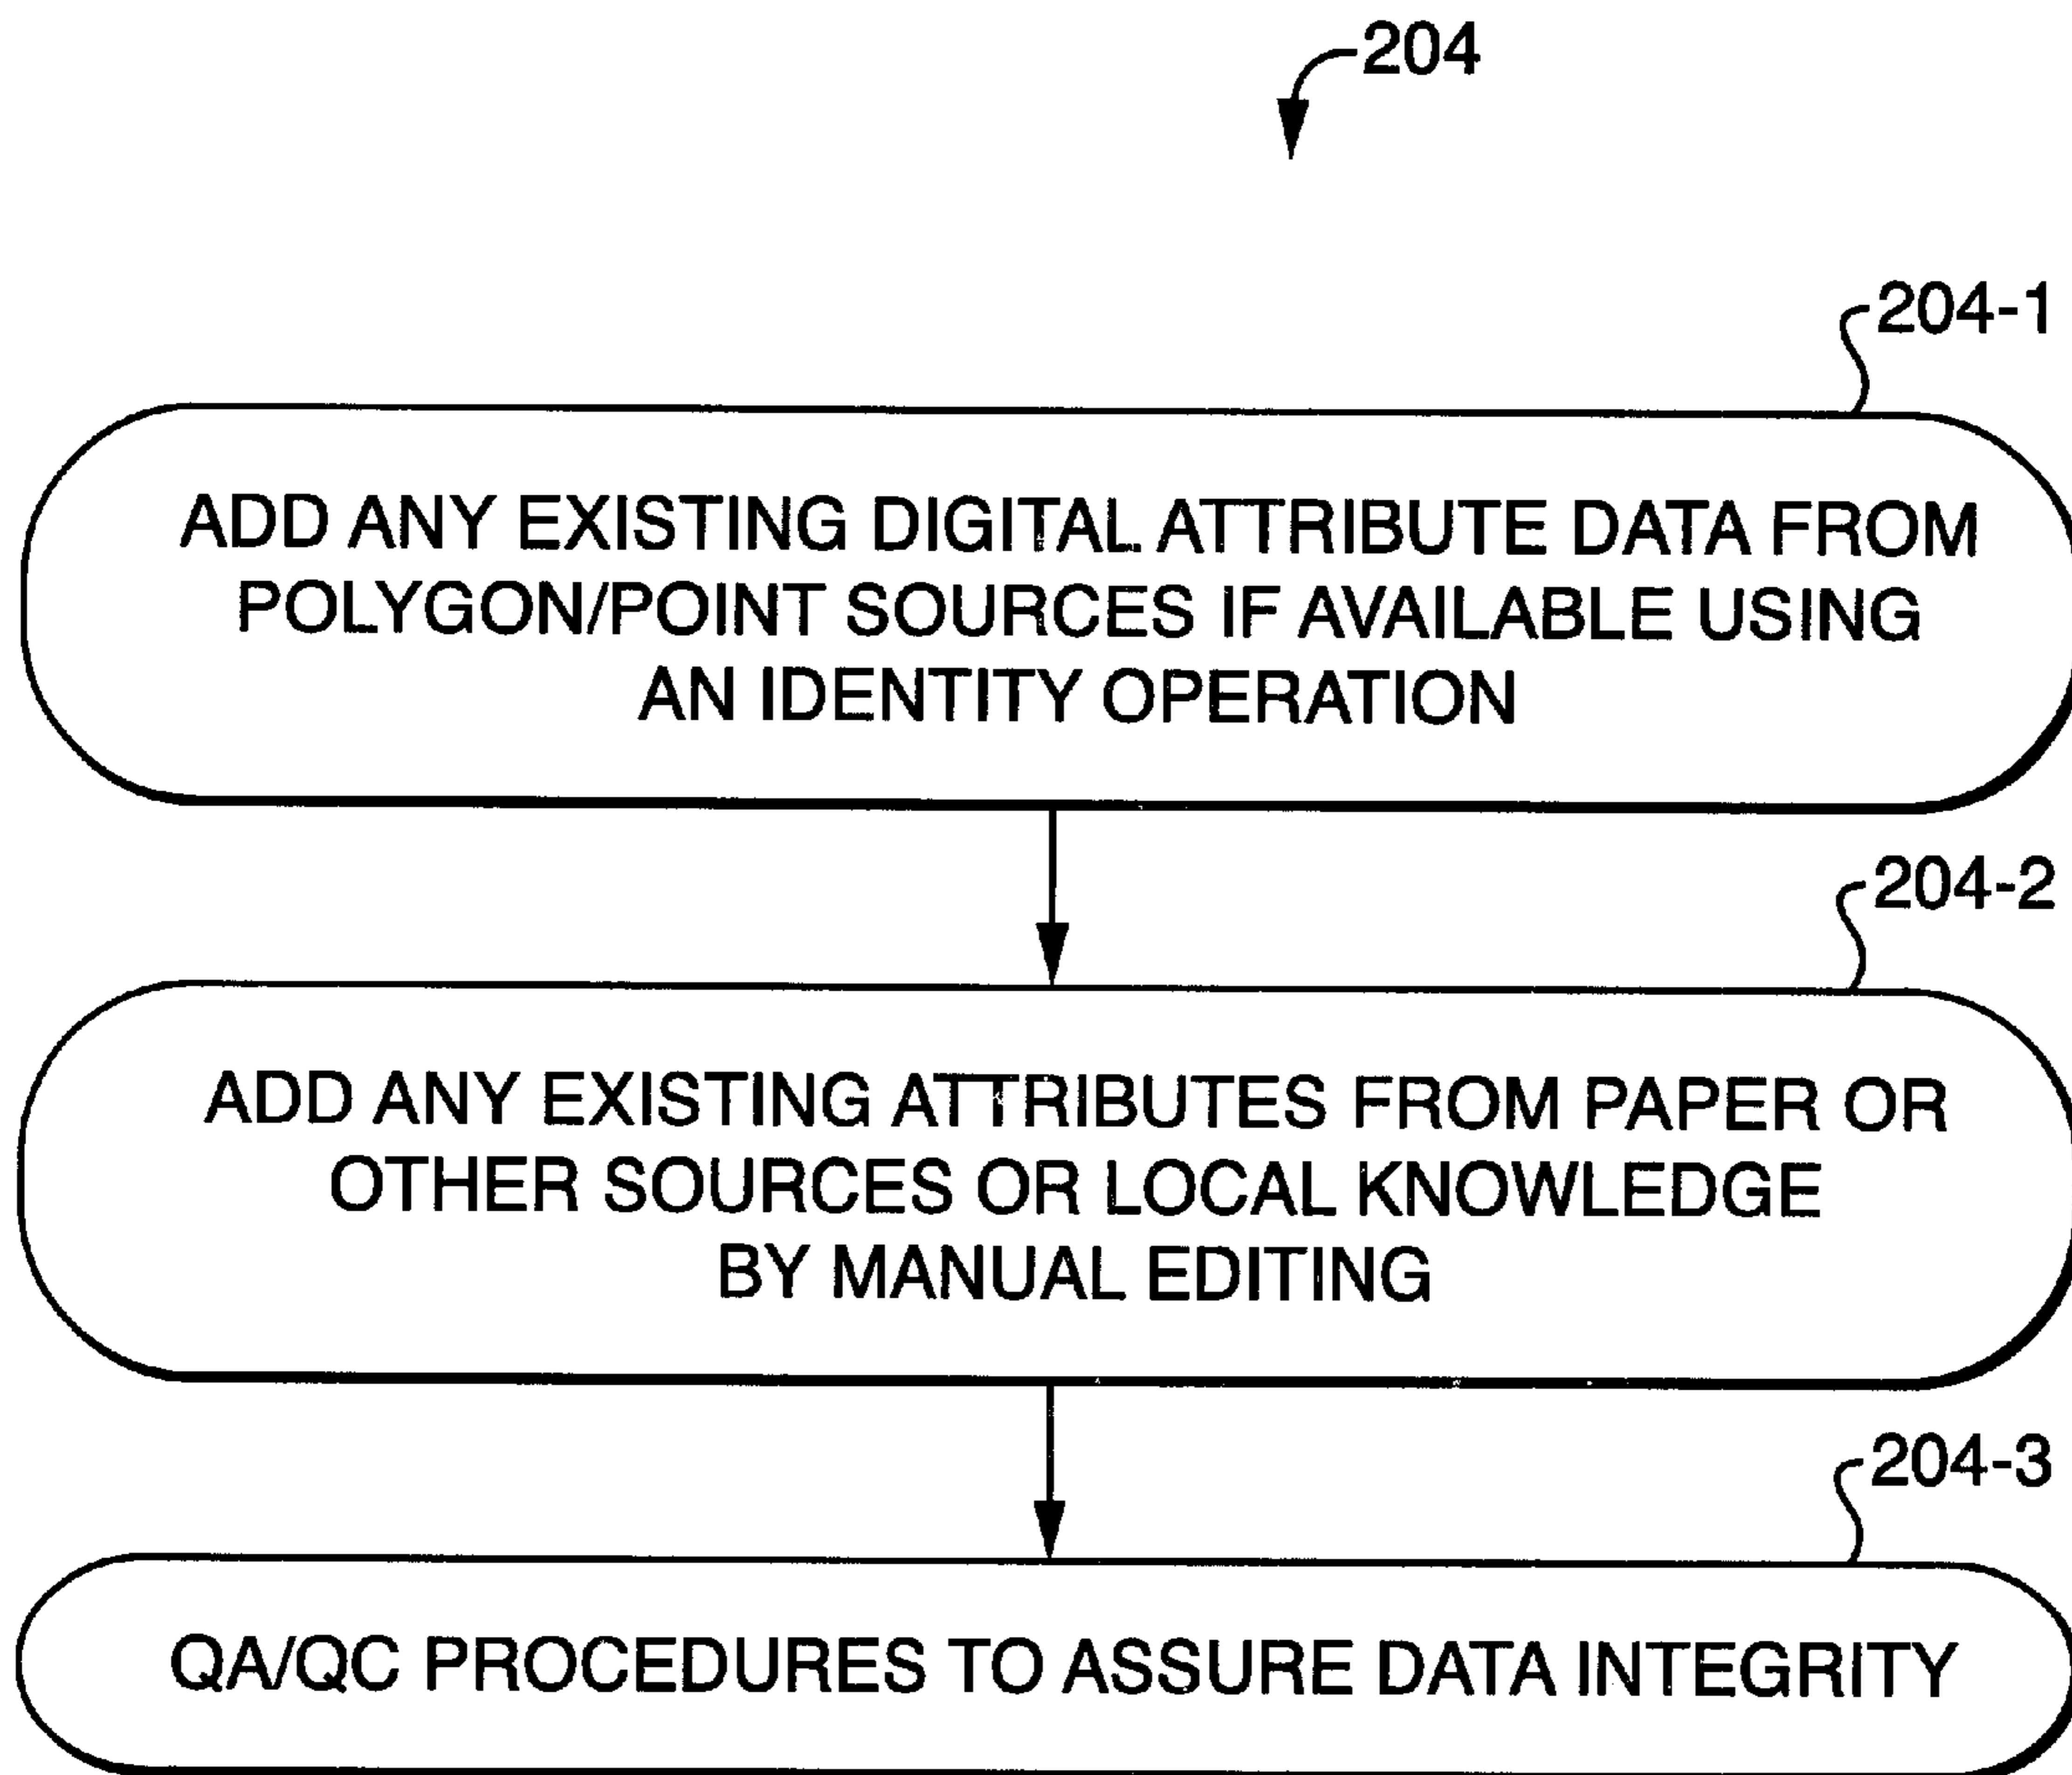 204
204-1
ADD ANY EXISTING DIGITAL ATTRIBUTE DATA FROM
POLYGON/POINT SOURCES IF AVAILABLE USING
AN IDENTITY OPERATION
204-2
ADD ANY EXISTING ATTRIBUTES FROM PAPER OR
OTHER SOURCES OR LOCAL KNOWLEDGE
BY MANUAL EDITING
204-3
QA/QC PROCEDURES TO ASSURE DATA INTEGRITY